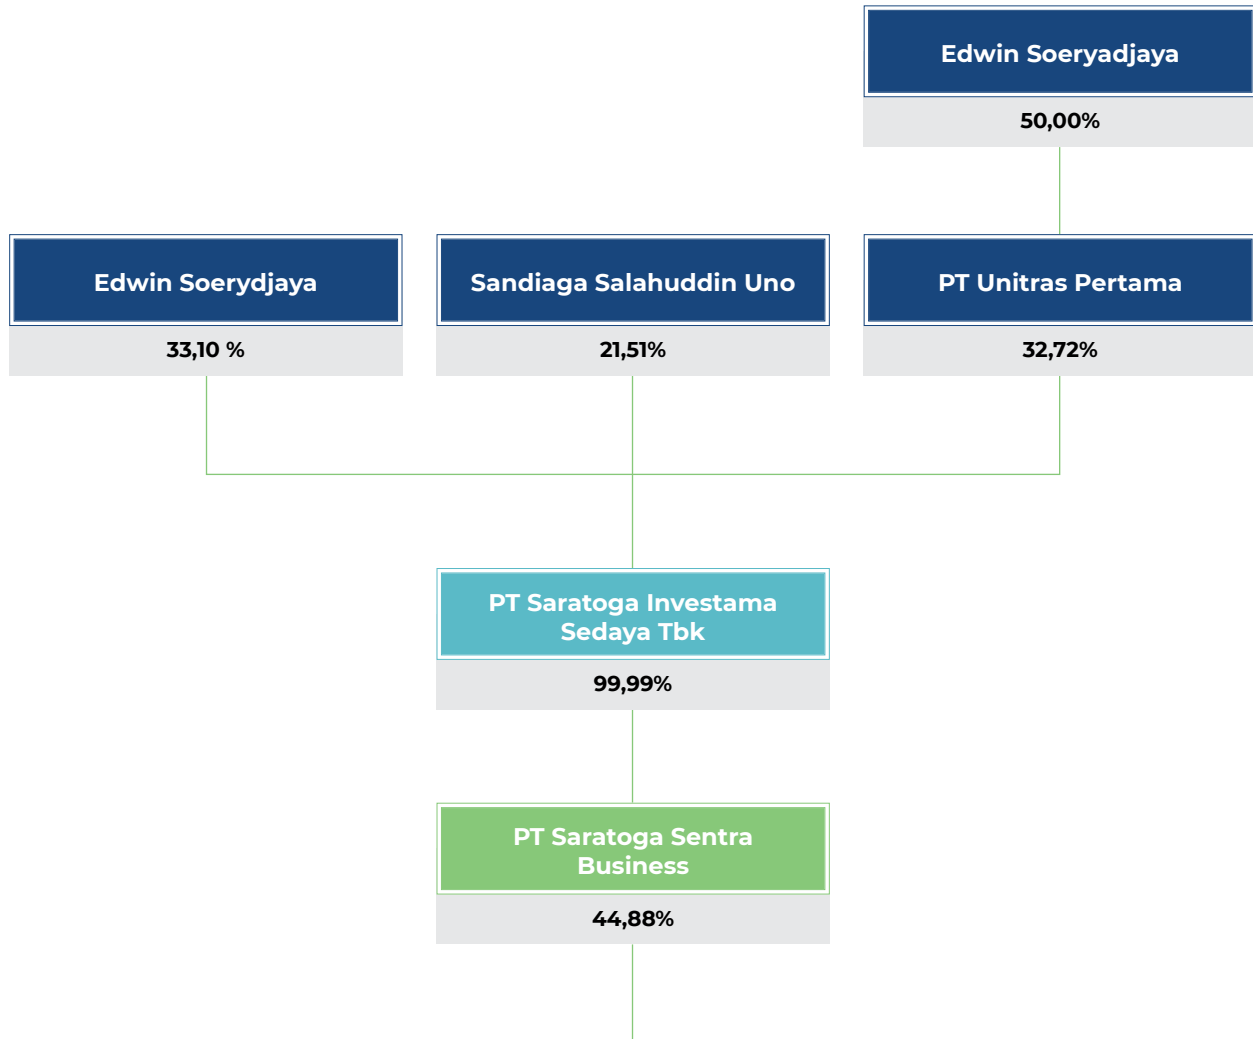 Edwin Soeryadjaya
50,00%
Edwin Soerydjaya
33,10 %
Sandiaga Salahuddin Uno
21,51%
PT Unitras Pertama
32,72%
PT Saratoga Investama
Sedaya Tbk
99,99%
PT Saratoga Sentra
Business
44,88%